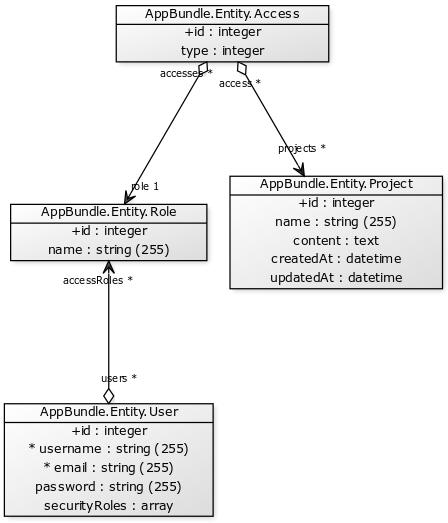 AppBundle.Entity.Access
+id : integer
type : integer
accesses *
access *
projects *
role 1
AppBundle.Entity.Project
+id : integer
name : string (255)
content : text
createdAt : datetime
updatedAt : datetime
AppBundle.Entity.Role
+id : integer
name : string (255)
accessRoles *
users *
AppBundle.Entity.User
+id : integer
* username : string (255)
* email : string (255)
password : string (255)
securityRoles : array